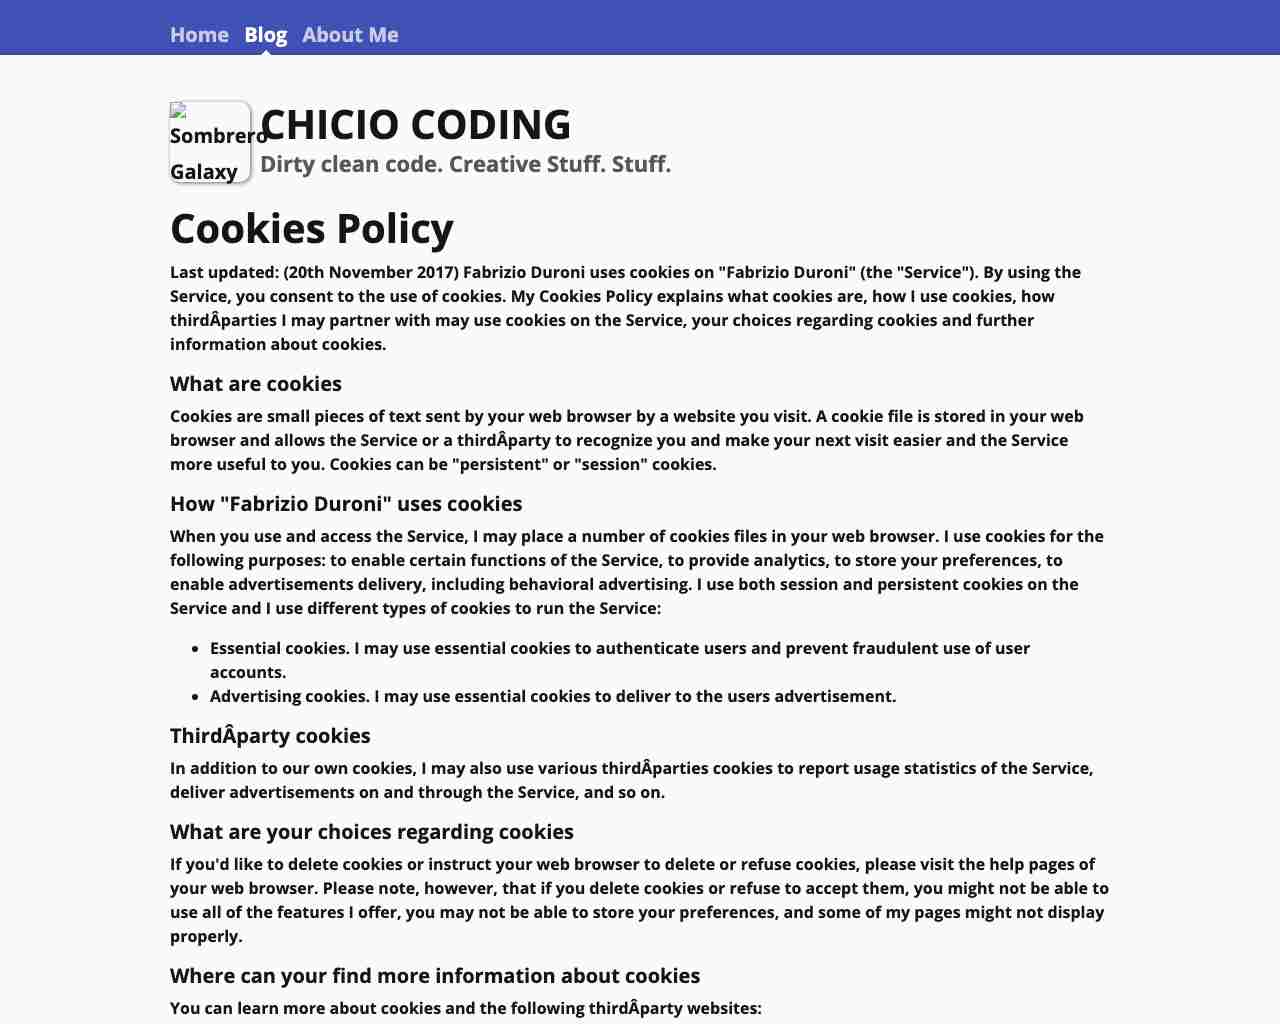 Home Blog About Me
Sombrero
Galaxy
CHICIO CODING
Dirty clean code. Creative Stuff. Stuff.
Cookies Policy
Last updated: (20th November 2017) Fabrizio Duroni uses cookies on "Fabrizio Duroni" (the "Service"). By using the
Service, you consent to the use of cookies. My Cookies Policy explains what cookies are, how I use cookies, how
thirdÂparties I may partner with may use cookies on the Service, your choices regarding cookies and further
information about cookies.
What are cookies
Cookies are small pieces of text sent by your web browser by a website you visit. A cookie file is stored in your web
browser and allows the Service or a thirdÂparty to recognize you and make your next visit easier and the Service
more useful to you. Cookies can be "persistent" or "session" cookies.
How "Fabrizio Duroni" uses cookies
When you use and access the Service, I may place a number of cookies files in your web browser. I use cookies for the
following purposes: to enable certain functions of the Service, to provide analytics, to store your preferences, to
enable advertisements delivery, including behavioral advertising. I use both session and persistent cookies on the
Service and I use different types of cookies to run the Service:
• Essential cookies. I may use essential cookies to authenticate users and prevent fraudulent use of user
accounts.
• Advertising cookies. I may use essential cookies to deliver to the users advertisement.
ThirdÂparty cookies
In addition to our own cookies, I may also use various thirdÂparties cookies to report usage statistics of the Service,
deliver advertisements on and through the Service, and so on.
What are your choices regarding cookies
If you'd like to delete cookies or instruct your web browser to delete or refuse cookies, please visit the help pages of
your web browser. Please note, however, that if you delete cookies or refuse to accept them, you might not be able to
use all of the features I offer, you may not be able to store your preferences, and some of my pages might not display
properly.
Where can your find more information about cookies
You can learn more about cookies and the following thirdÂparty websites: